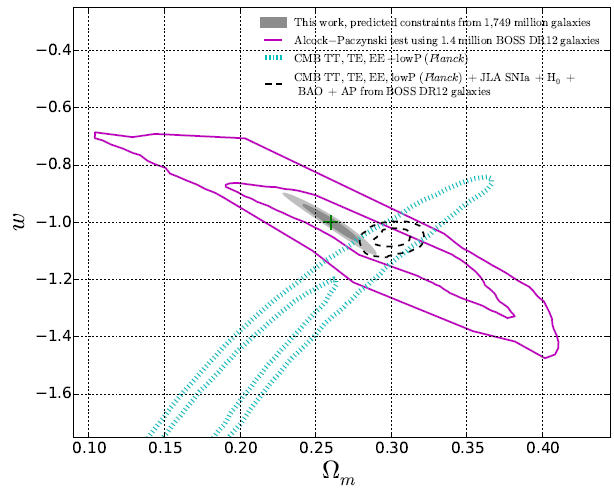 This work, predicted constraints from 1,749 million galaxies
Alcock−Paczynski test using 1.4 million BOSS DR12 galaxies
CMB TT, TE, EE+lowP (Planck)
CMB TT, TE, EE, lowP (Planck) + JLA SNIa + H₀ +
BAO + AP from BOSS DR12 galaxies
−0.4
−0.6
−0.8
−1.0
−1.2
−1.4
−1.6
w
0.10 0.15 0.20 0.25 0.30 0.35 0.40
Ωₘ